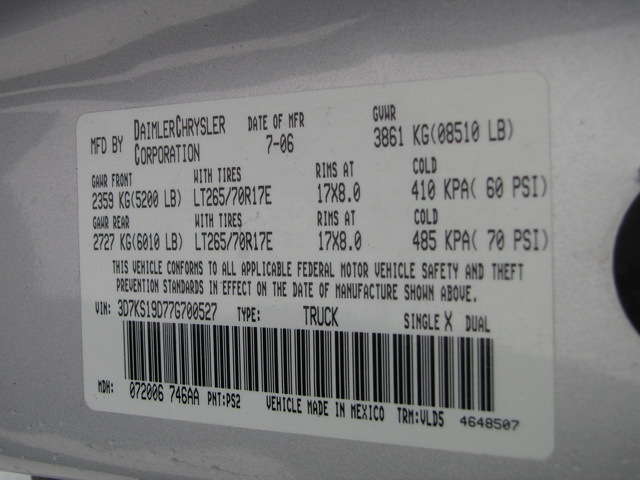 MFD BY DAIMLERCHRYSLER CORPORATION DATE OF MFR 7-06 GVWR 3861 KG(08510 LB)
GAWR FRONT WITH TIRES RIMS AT COLD
2359 KG(5200 LB) LT265/70R17E 17X8.0 410 KPA( 60 PSI)
GAWR REAR WITH TIRES RIMS AT COLD
2727 KG(6010 LB) LT265/70R17E 17X8.0 485 KPA( 70 PSI)
THIS VEHICLE CONFORMS TO ALL APPLICABLE FEDERAL MOTOR VEHICLE SAFETY AND THEFT
PREVENTION STANDARDS IN EFFECT ON THE DATE OF MANUFACTURE SHOWN ABOVE.
VIN: 3D7KS19D77G700527 TYPE: TRUCK SINGLE X DUAL
MDH: 072006 746AA PNT:PS2 VEHICLE MADE IN MEXICO TRM:VLD5 4648507